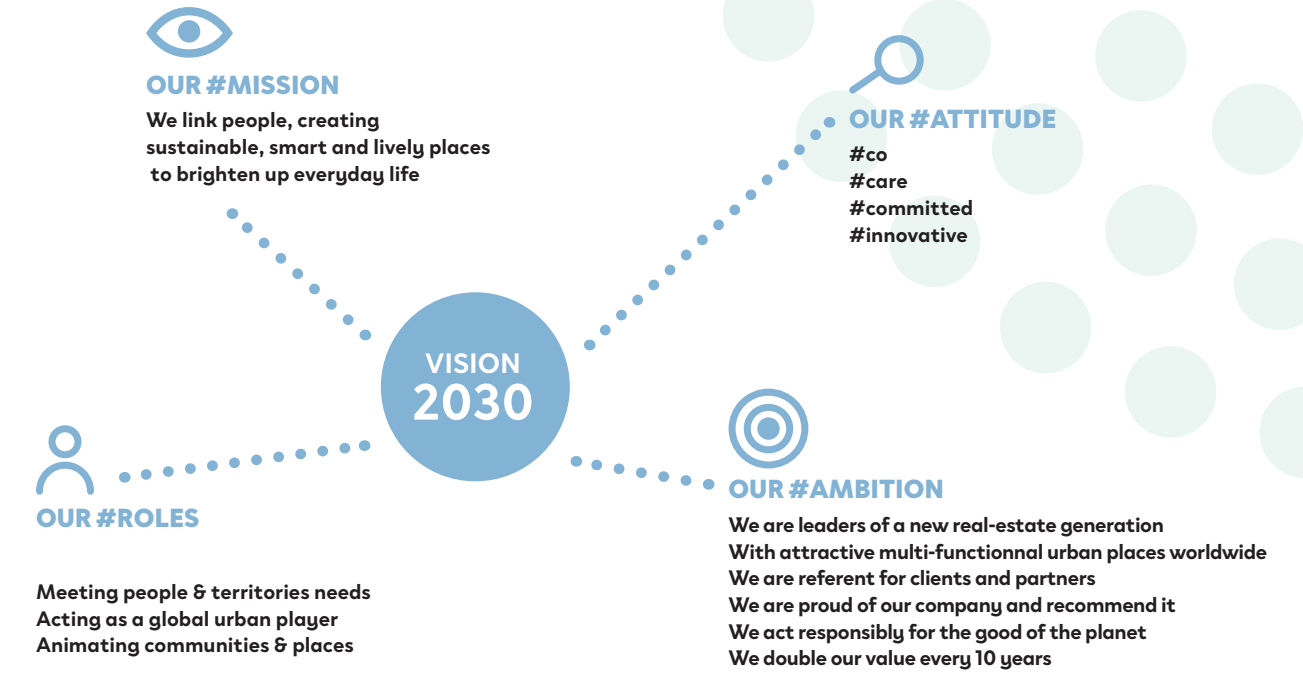 OUR #MISSION
We link people, creating
sustainable, smart and lively places
to brighten up everyday life
OUR #ATTITUDE
#co
#care
#committed
#innovative
VISION
2030
OUR #ROLES
Meeting people & territories needs
Acting as a global urban player
Animating communities & places
OUR #AMBITION
We are leaders of a new real-estate generation
With attractive multi-functionnal urban places worldwide
We are referent for clients and partners
We are proud of our company and recommend it
We act responsibly for the good of the planet
We double our value every 10 years